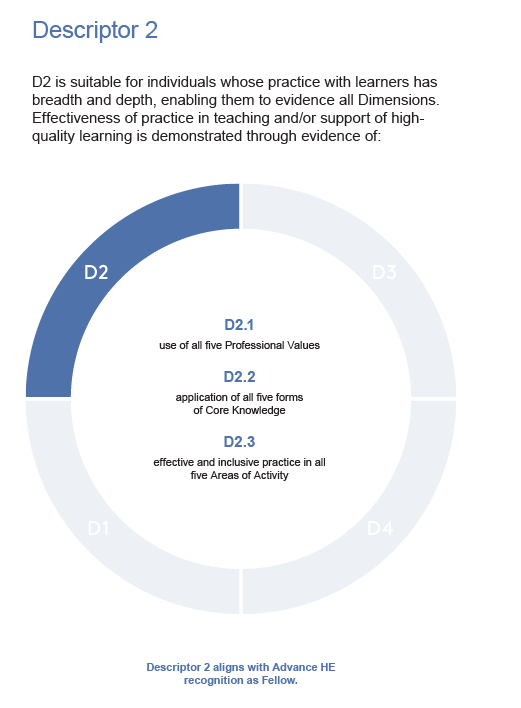 Descriptor 2
D2 is suitable for individuals whose practice with learners has
breadth and depth, enabling them to evidence all Dimensions.
Effectiveness of practice in teaching and/or support of high-
quality learning is demonstrated through evidence of:
D2
D3
D2.1
use of all five Professional Values
D2.2
application of all five forms
of Core Knowledge
D2.3
effective and inclusive practice in all
five Areas of Activity
D1
D4
Descriptor 2 aligns with Advance HE
recognition as Fellow.